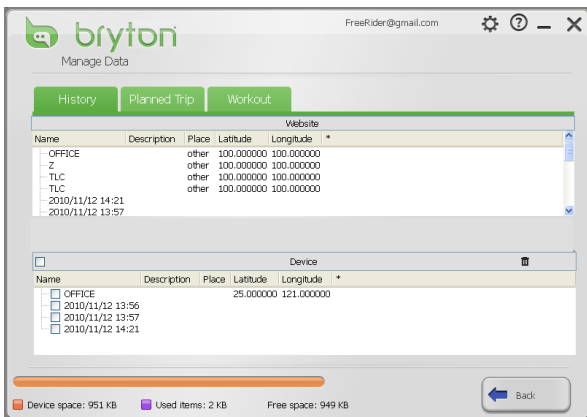 FreeRider@gmail.com
bryton
Manage Data
History Planned Trip Workout
Website
Name Description Place Latitude Longitude *
OFFICE other 100.000000 100.000000
Z other 100.000000 100.000000
TLC other 100.000000 100.000000
TLC other 100.000000 100.000000
2010/11/12 14:21
2010/11/12 13:57
Device
Name Description Place Latitude Longitude *
OFFICE 25.000000 121.000000
2010/11/12 13:56
2010/11/12 13:57
2010/11/12 14:21
Device space: 951 KB Used items: 2 KB Free space: 949 KB
Back